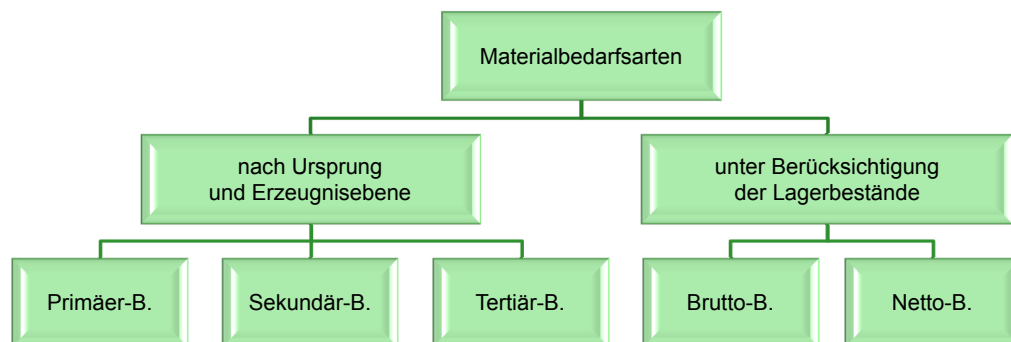 Materialbedarfsarten
nach Ursprung
und Erzeugnisebene
unter Berücksichtigung
der Lagerbestände
Primäer-B.
Sekundär-B.
Tertiär-B.
Brutto-B.
Netto-B.